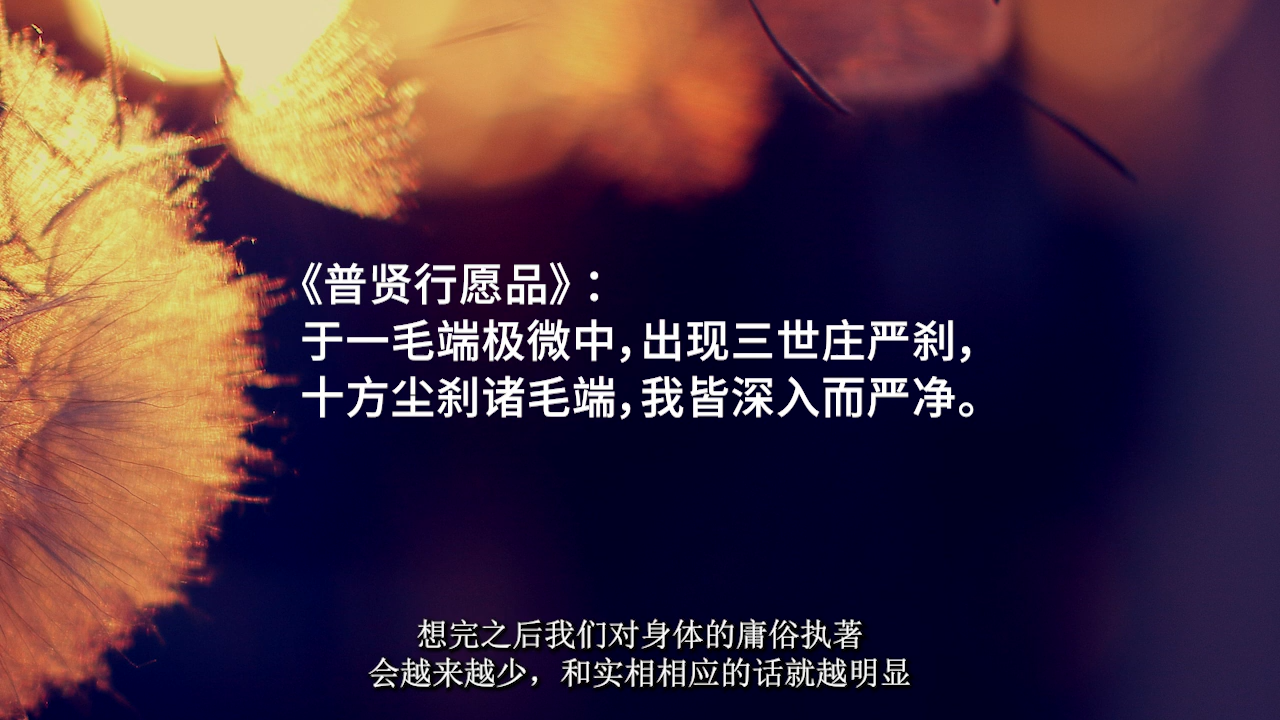 《普贤行愿品》：
于一毛端极微中，出现三世庄严刹，
十方尘刹诸毛端，我皆深入而严净。
想完之后我们对身体的庸俗执著
会越来越少，和实相相应的话就越明显